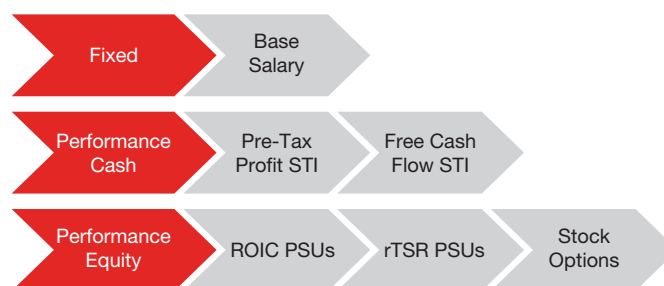 Fixed
Base
Salary
Performance
Cash
Pre-Tax
Profit STI
Free Cash
Flow STI
Performance
Equity
ROIC PSUs
rTSR PSUs
Stock
Options